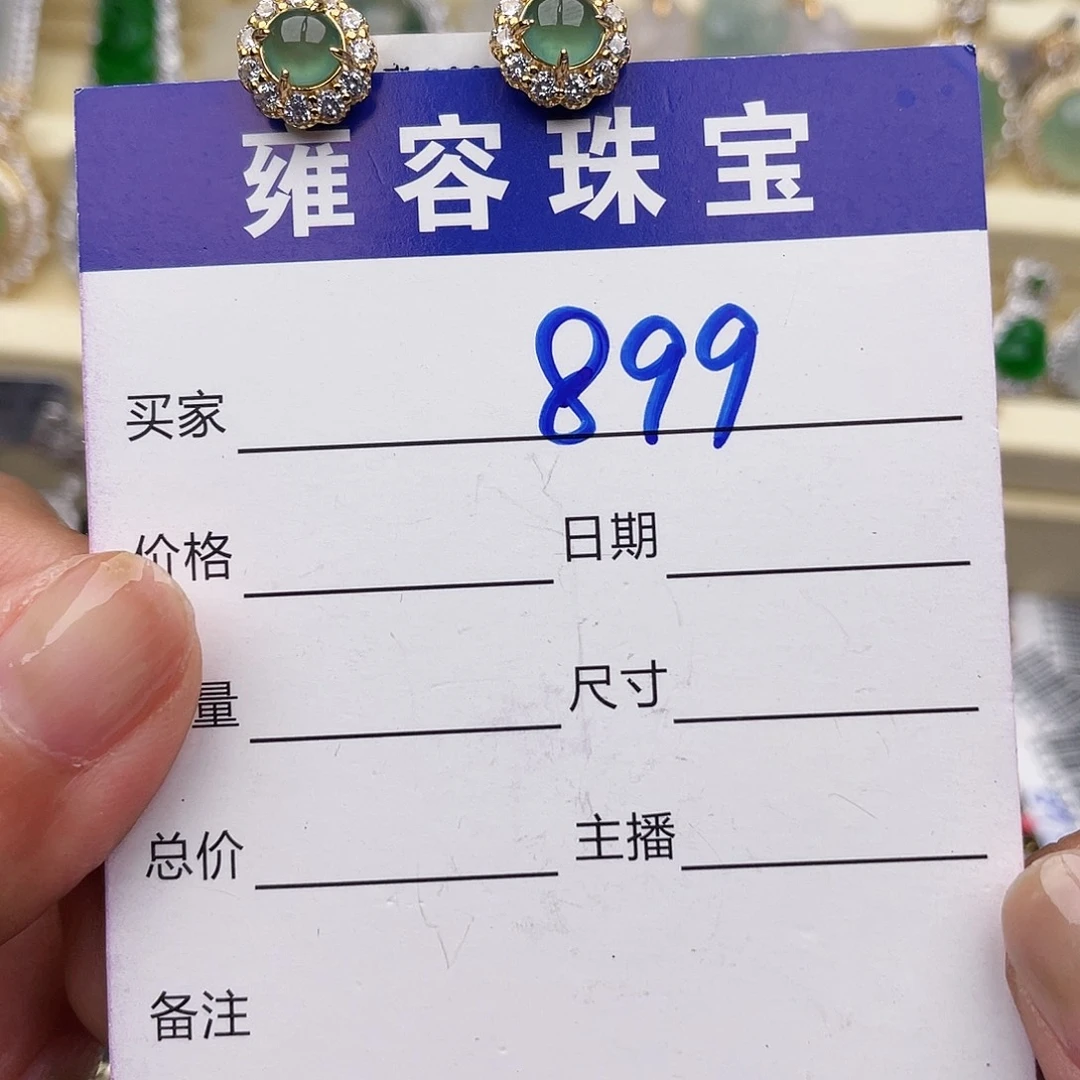 雍容珠宝
买家 899
价格 日期
量 尺寸
总价 主播
备注